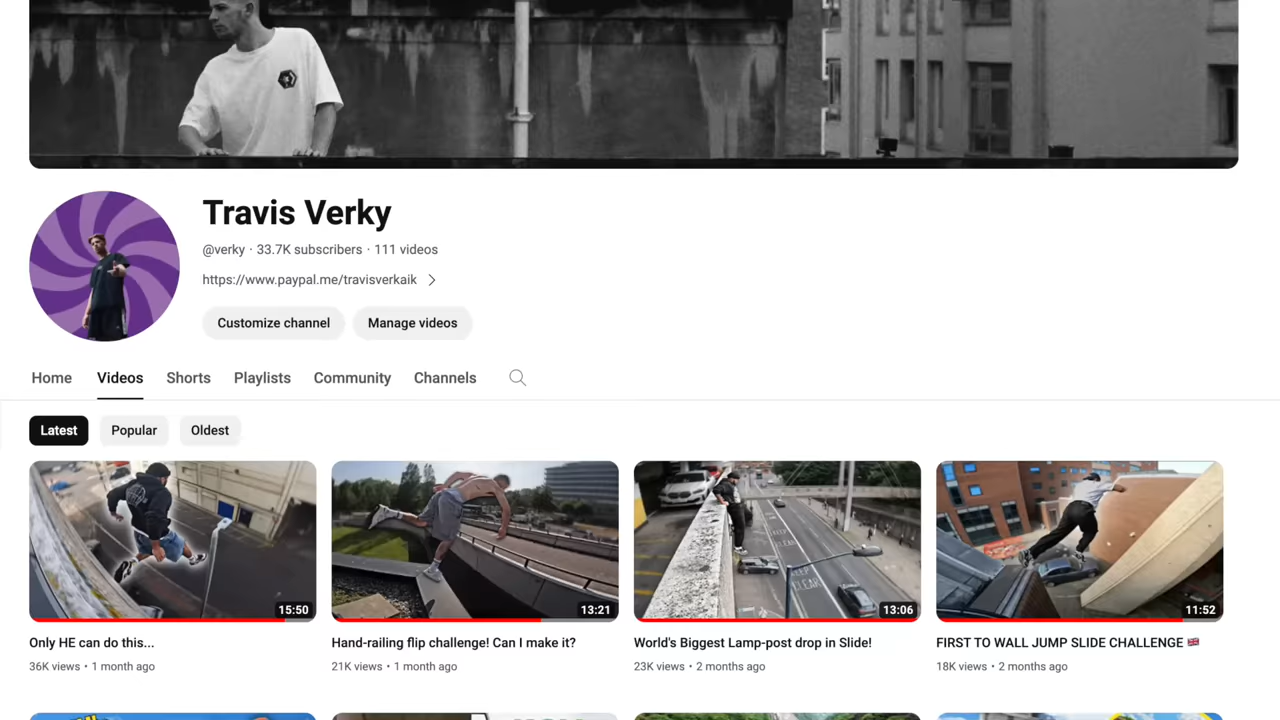 Travis Verky
@verky · 33.7K subscribers · 111 videos
https://www.paypal.me/travisverkaik
Customize channel
Manage videos
Home
Videos
Shorts
Playlists
Community
Channels
Latest
Popular
Oldest
15:50
13:21
KEEP CLEAR
13:06
11:52
Only HE can do this...
Hand-railing flip challenge! Can I make it?
World's Biggest Lamp-post drop in Slide!
FIRST TO WALL JUMP SLIDE CHALLENGE 🇬🇧
36K views • 1 month ago
21K views • 1 month ago
23K views • 2 months ago
18K views • 2 months ago